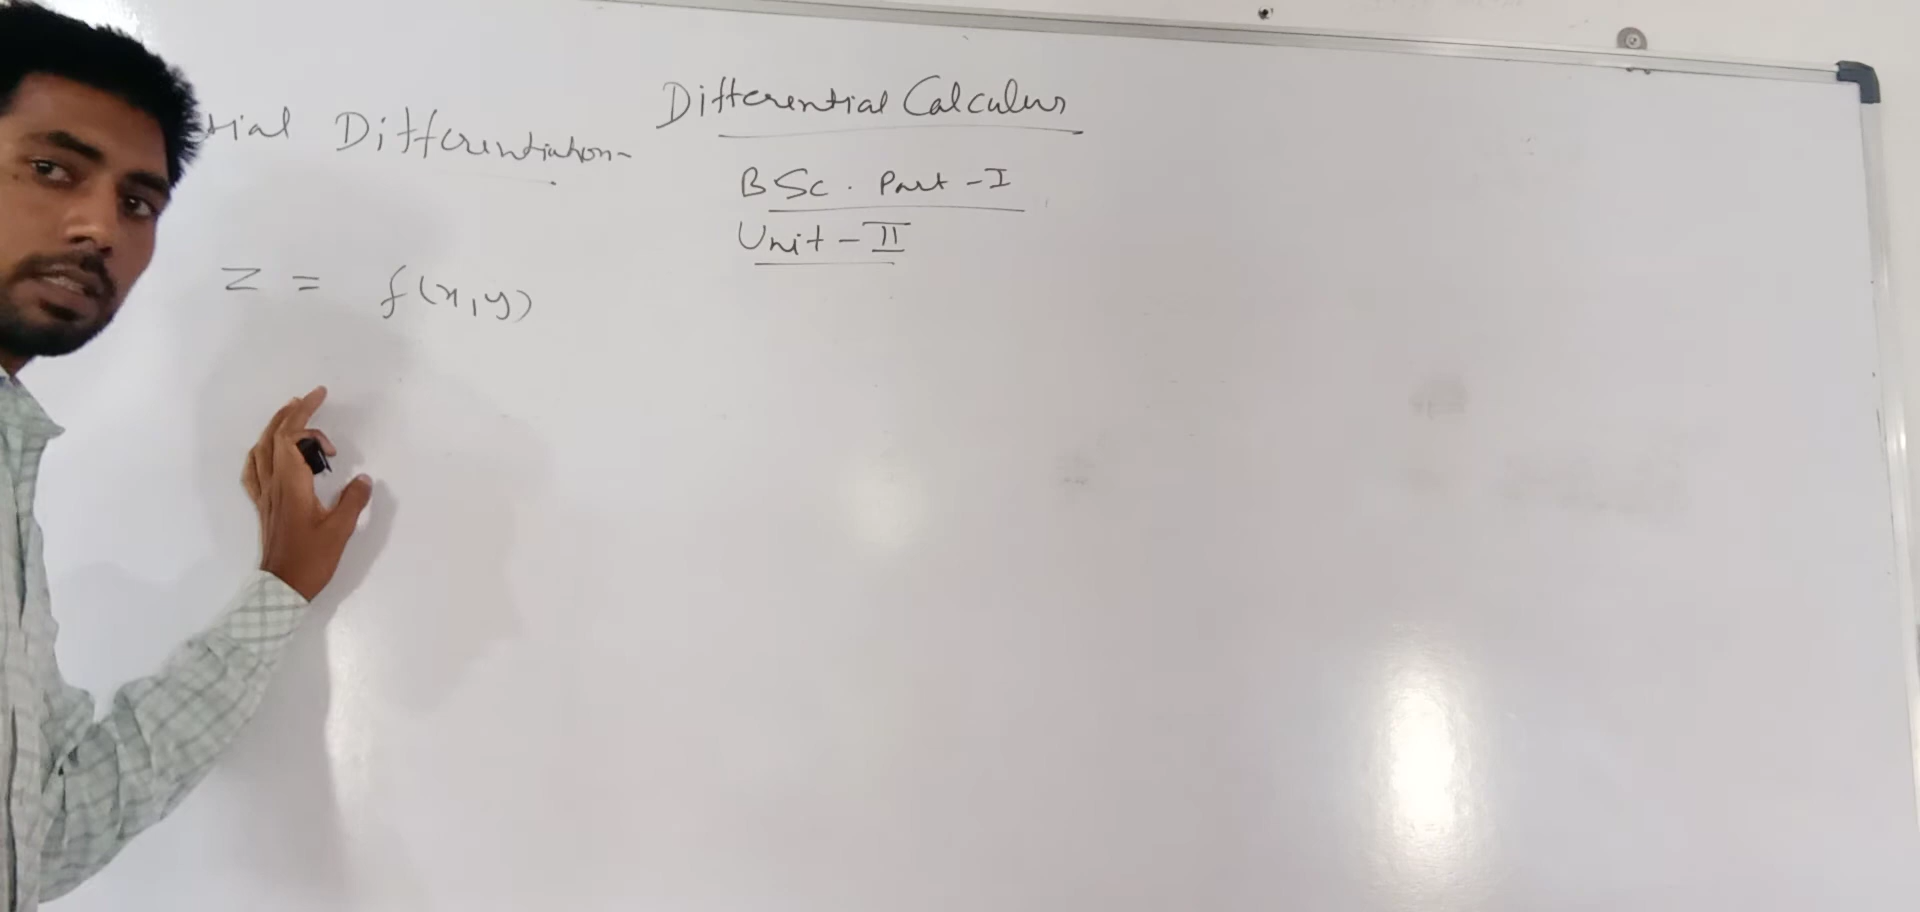 Differential Calculus
tial Differentiation-
BSc. Part-I
Unit-II
Z = f(x,y)